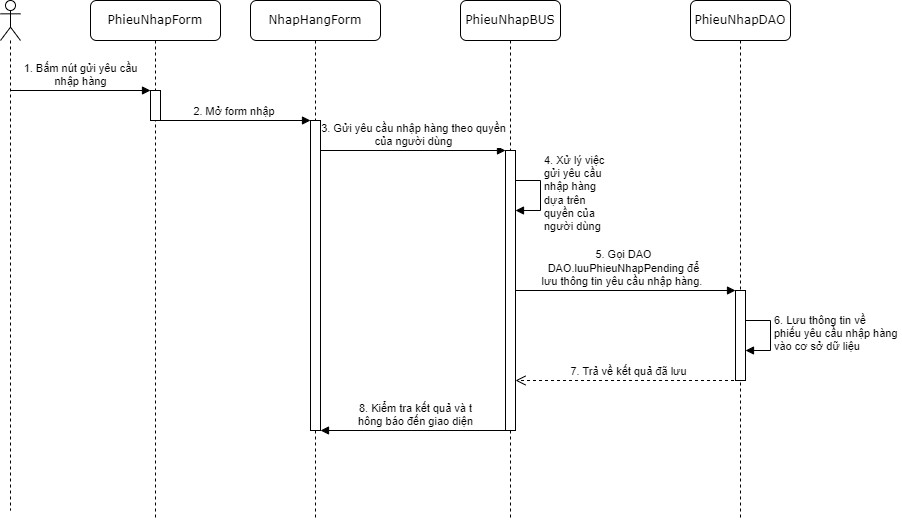 PhieuNhapForm
NhapHangForm
PhieuNhapBUS
PhieuNhapDAO
1. Bấm nút gửi yêu cầu
nhập hàng
2. Mở form nhập
3. Gửi yêu cầu nhập hàng theo quyền
của người dùng
4. Xử lý việc
gửi yêu cầu
nhập hàng
dựa trên
quyền của
người dùng
5. Gọi DAO
DAO.luuPhieuNhapPending để
lưu thông tin yêu cầu nhập hàng.
6. Lưu thông tin về
phiếu yêu cầu nhập hàng
vào cơ sở dữ liệu
7. Trả về kết quả đã lưu
8. Kiểm tra kết quả và t
hông báo đến giao diện